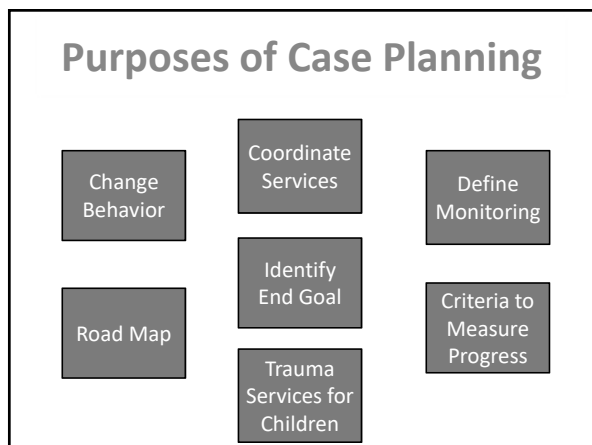 Purposes of Case Planning
Change
Behavior
Coordinate
Services
Define
Monitoring
Road Map
Identify
End Goal
Criteria to
Measure
Progress
Trauma
Services for
Children